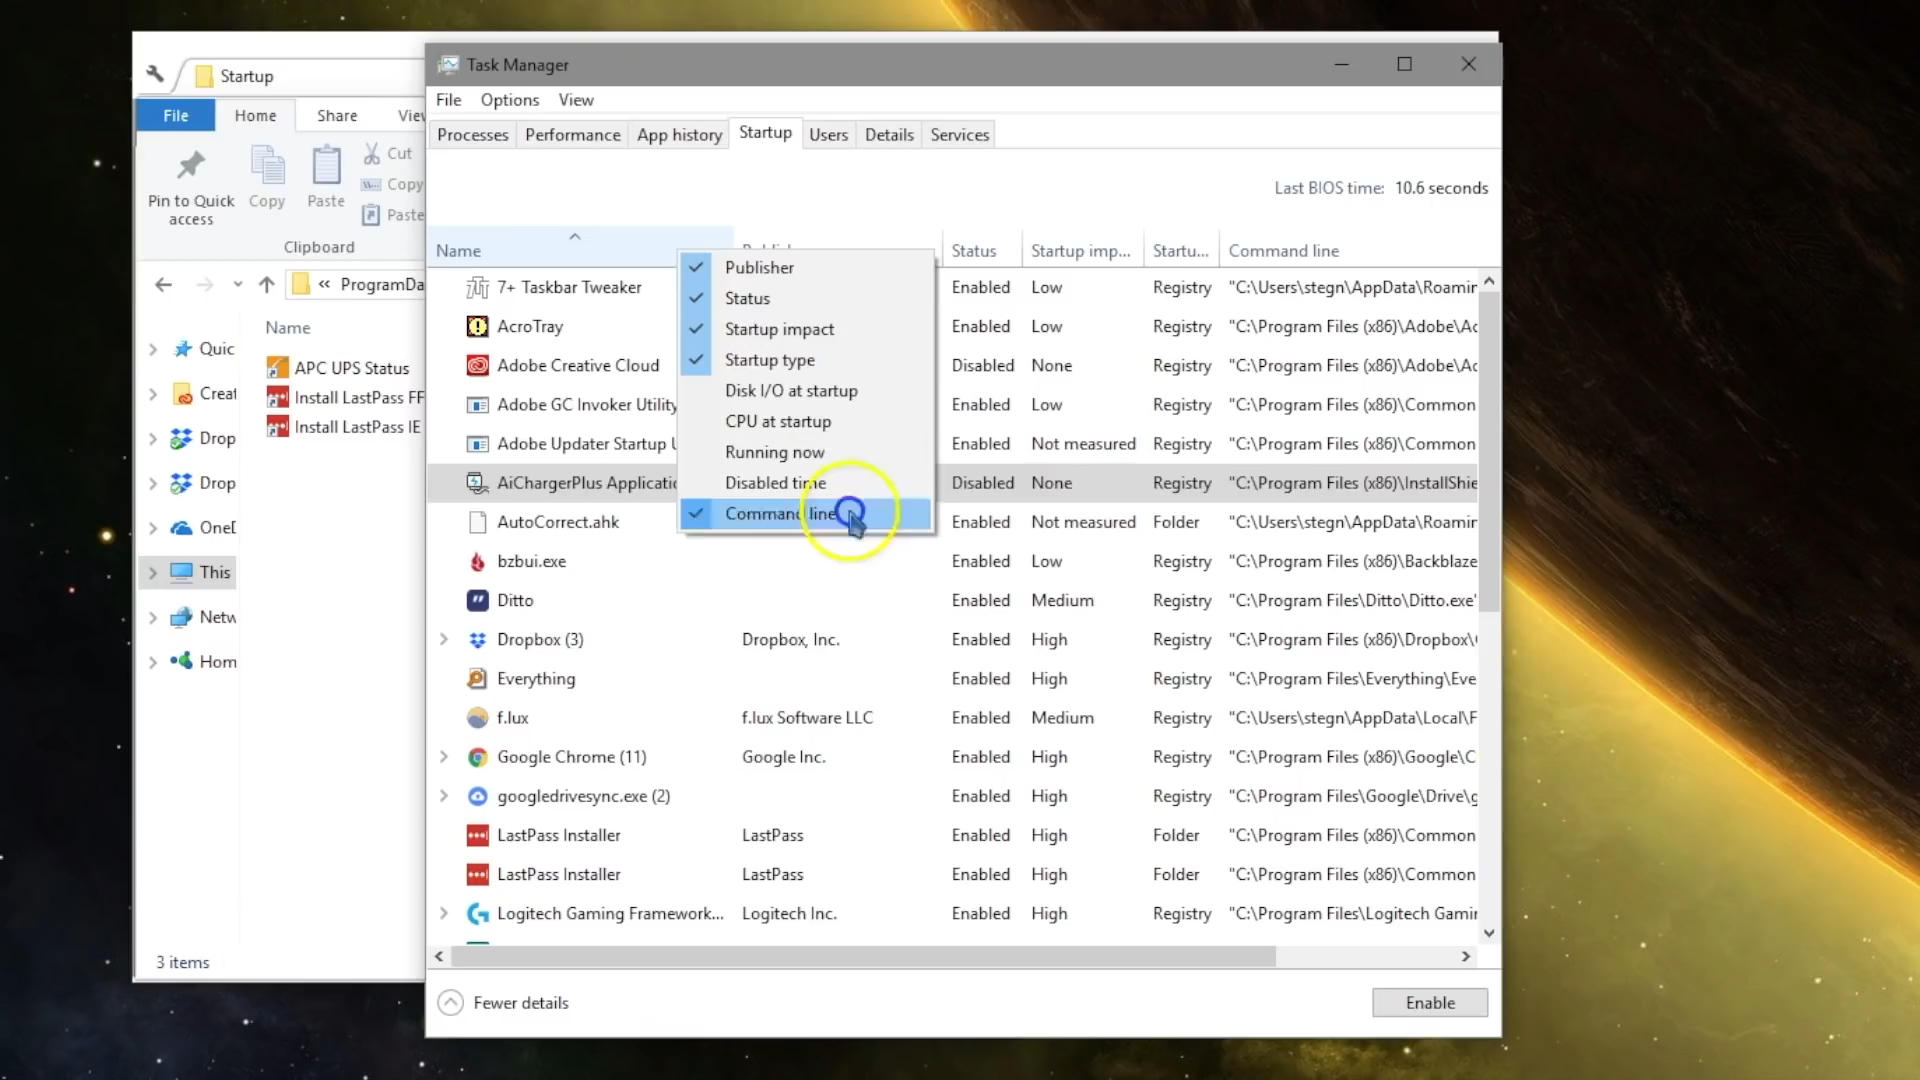 Startup
File Home Share Viev
Pin to Quick access
Copy
Paste
Cut
Copy
Paste
Clipboard
« ProgramDa
Quic
Creat
Drop
Drop
OneD
This
Netw
Hom
Name
APC UPS Status
Install LastPass FF
Install LastPass IE
3 items
Task Manager
File Options View
Processes Performance App history Startup Users Details Services
Last BIOS time: 10.6 seconds
Name Status Startup imp... Startu... Command line
7+ Taskbar Tweaker Enabled Low Registry "C:\Users\stegn\AppData\Roamin
AcroTray Enabled Low Registry "C:\Program Files (x86)\Adobe\Ac
Adobe Creative Cloud Disabled None Registry "C:\Program Files (x86)\Adobe\Ac
Adobe GC Invoker Utility Enabled Low Registry "C:\Program Files (x86)\Common
Adobe Updater Startup U Enabled Not measured Registry "C:\Program Files (x86)\Common
AiChargerPlus Applicatio Disabled None Registry "C:\Program Files (x86)\InstallShie
AutoCorrect.ahk Enabled Not measured Folder "C:\Users\stegn\AppData\Roamin
bzbui.exe Enabled Low Registry "C:\Program Files (x86)\Backblaze
Ditto Enabled Medium Registry "C:\Program Files\Ditto\Ditto.exe"
Dropbox (3) Dropbox, Inc. Enabled High Registry "C:\Program Files (x86)\Dropbox\
Everything Enabled High Registry "C:\Program Files\Everything\Eve
f.lux f.lux Software LLC Enabled Medium Registry "C:\Users\stegn\AppData\Local\F
Google Chrome (11) Google Inc. Enabled High Registry "C:\Program Files (x86)\Google\C
googledrivesync.exe (2) Enabled High Registry "C:\Program Files\Google\Drive\g
LastPass Installer LastPass Enabled High Folder "C:\Program Files (x86)\Common
LastPass Installer LastPass Enabled High Folder "C:\Program Files (x86)\Common
Logitech Gaming Framework... Logitech Inc. Enabled High Registry "C:\Program Files\Logitech Gamin
Publisher
Status
Startup impact
Startup type
Disk I/O at startup
CPU at startup
Running now
Disabled time
Command line
Fewer details
Enable